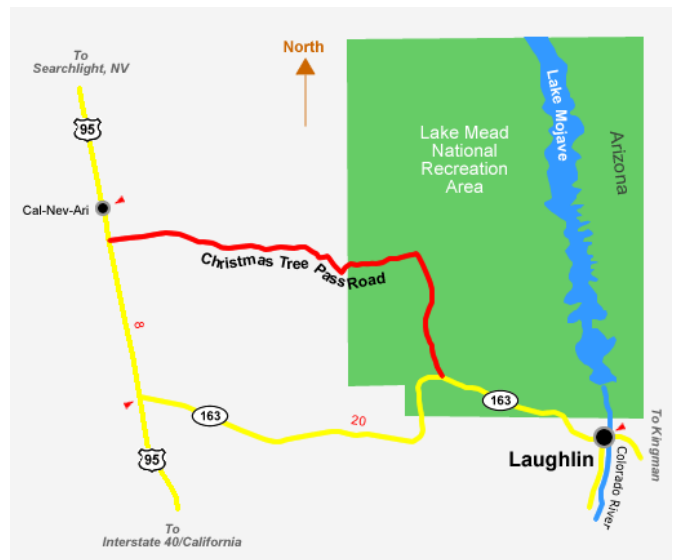 To
Searchlight, NV
North
95
Lake Mojave
Arizona
Lake Mead
National
Recreation
Area
Cal-Nev-Ari
Christmas Tree Pass Road
8
163
20
163
To Kingman
95
Laughlin
Colorado River
To
Interstate 40/California